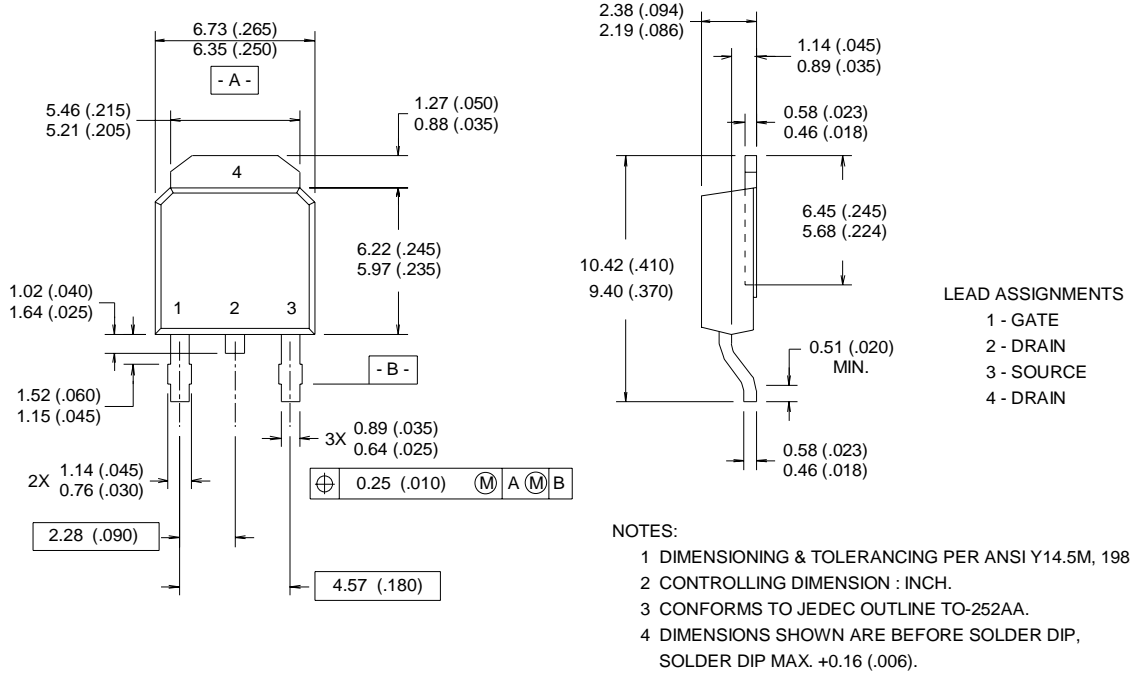 6.73 (.265)
6.35 (.250)
- A -
5.46 (.215)
5.21 (.205)
1.27 (.050)
0.88 (.035)
4
6.22 (.245)
5.97 (.235)
1.02 (.040)
1.64 (.025)
1 2 3
- B -
1.52 (.060)
1.15 (.045)
3X 0.89 (.035)
0.64 (.025)
2X 1.14 (.045)
0.76 (.030)
0.25 (.010) M A M B
2.28 (.090)
4.57 (.180)
2.38 (.094)
2.19 (.086)
1.14 (.045)
0.89 (.035)
0.58 (.023)
0.46 (.018)
6.45 (.245)
5.68 (.224)
10.42 (.410)
9.40 (.370)
0.51 (.020)
MIN.
0.58 (.023)
0.46 (.018)
LEAD ASSIGNMENTS
1 - GATE
2 - DRAIN
3 - SOURCE
4 - DRAIN
NOTES:
1 DIMENSIONING & TOLERANCING PER ANSI Y14.5M, 198
2 CONTROLLING DIMENSION : INCH.
3 CONFORMS TO JEDEC OUTLINE TO-252AA.
4 DIMENSIONS SHOWN ARE BEFORE SOLDER DIP,
SOLDER DIP MAX. +0.16 (.006).